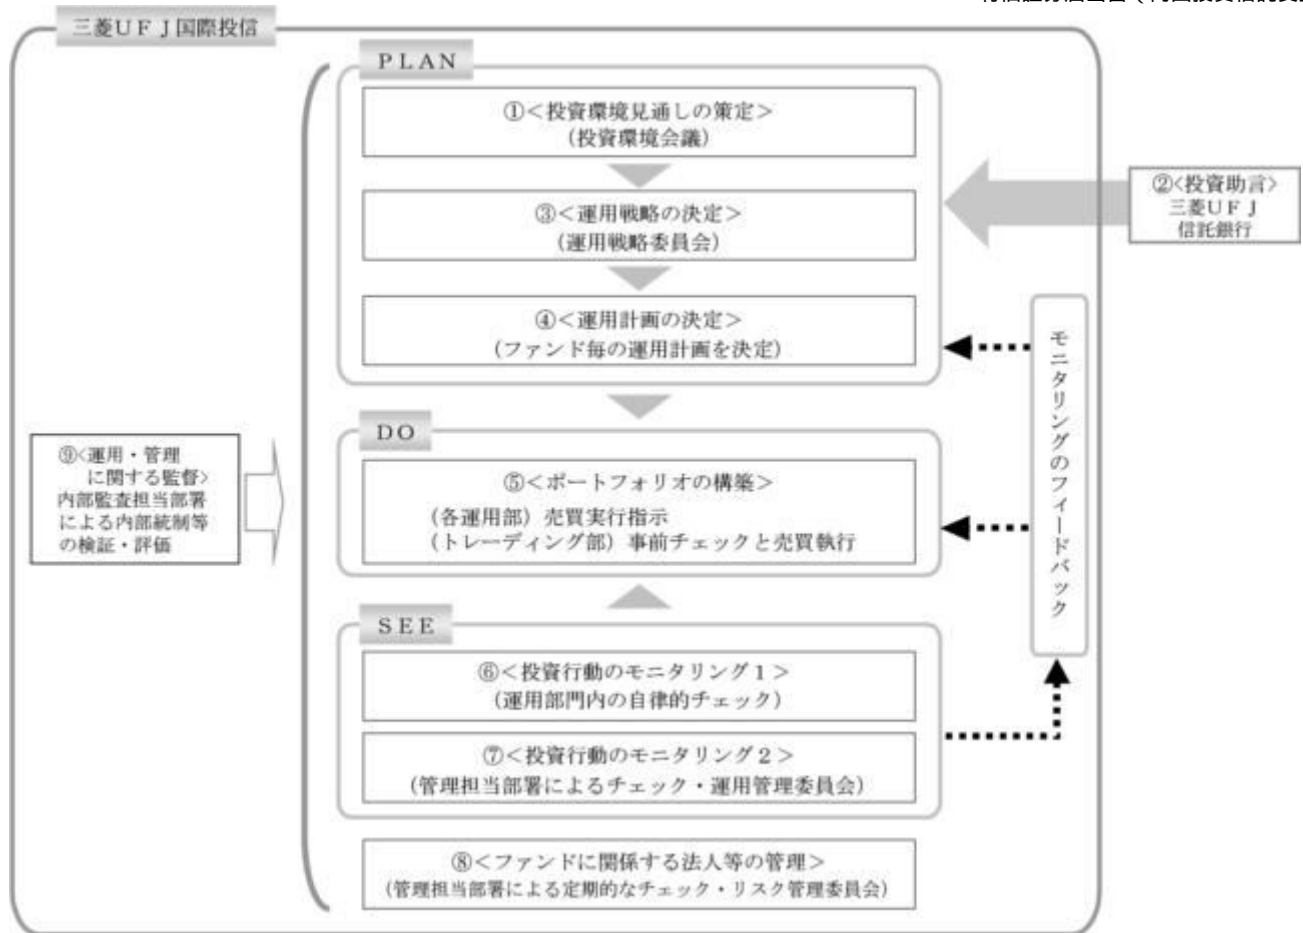 三菱UFJ国際投信
PLAN
①<投資環境見通しの策定>
(投資環境会議)
②<投資助言>
三菱UFJ
信託銀行
③<運用戦略の決定>
(運用戦略委員会)
④<運用計画の決定>
(ファンド毎の運用計画を決定)
モニタリングのフィードバック
DO
⑤<ポートフォリオの構築>
(各運用部)売買実行指示
(トレーディング部)事前チェックと売買執行
⑨<運用・管理
に関する監督>
内部監査担当部署
による内部統制等
の検証・評価
SEE
⑥<投資行動のモニタリング1>
(運用部門内の自律的チェック)
⑦<投資行動のモニタリング2>
(管理担当部署によるチェック・運用管理委員会)
⑧<ファンドに関係する法人等の管理>
(管理担当部署による定期的なチェック・リスク管理委員会)